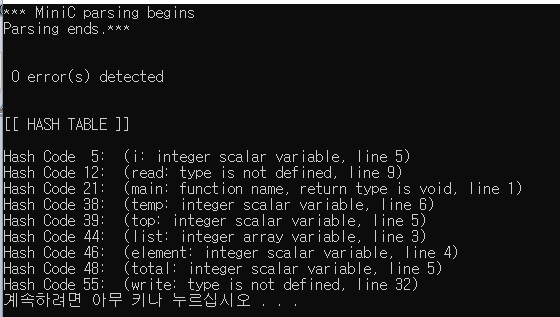 *** MiniC parsing begins
Parsing ends.***
0 error(s) detected
[[ HASH TABLE ]]
Hash Code  5:  (i: integer scalar variable, line 5)
Hash Code 12:  (read: type is not defined, line 9)
Hash Code 21:  (main: function name, return type is void, line 1)
Hash Code 38:  (temp: integer scalar variable, line 6)
Hash Code 39:  (top: integer scalar variable, line 5)
Hash Code 44:  (list: integer array variable, line 3)
Hash Code 46:  (element: integer scalar variable, line 4)
Hash Code 48:  (total: integer scalar variable, line 5)
Hash Code 55:  (write: type is not defined, line 32)
계속하려면 아무 키나 누르십시오 . . .